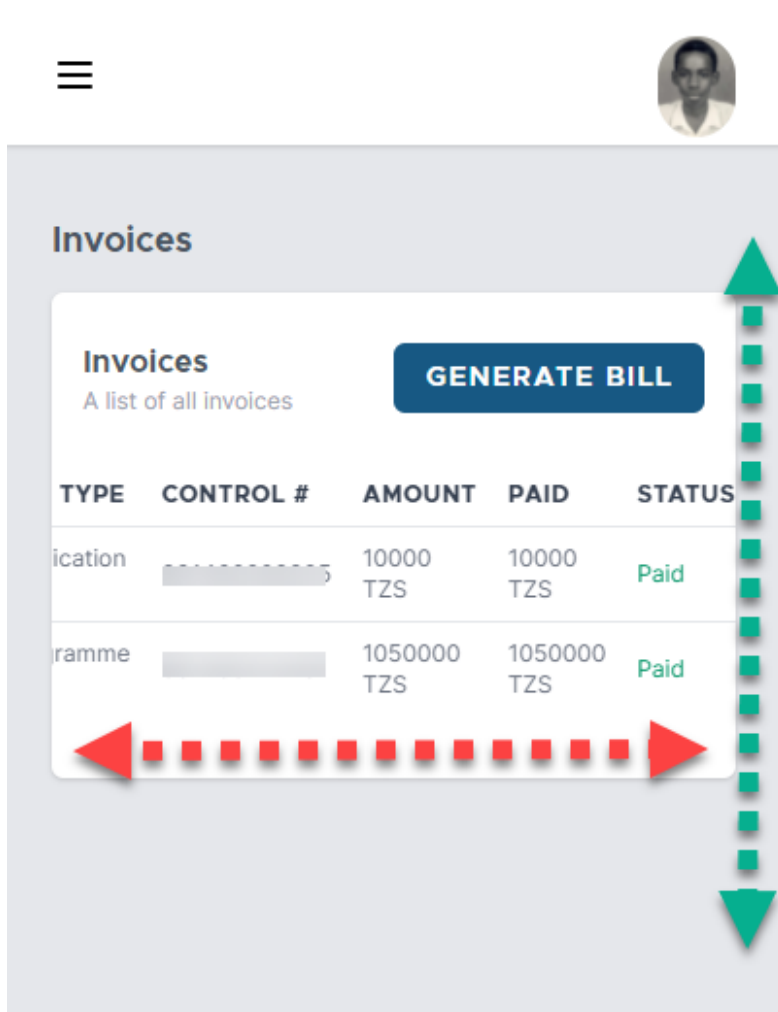 Invoices
Invoices
A list of all invoices
GENERATE BILL
TYPE CONTROL # AMOUNT PAID STATUS
ication 10000 TZS 10000 TZS Paid
ramme 1050000 TZS 1050000 TZS Paid